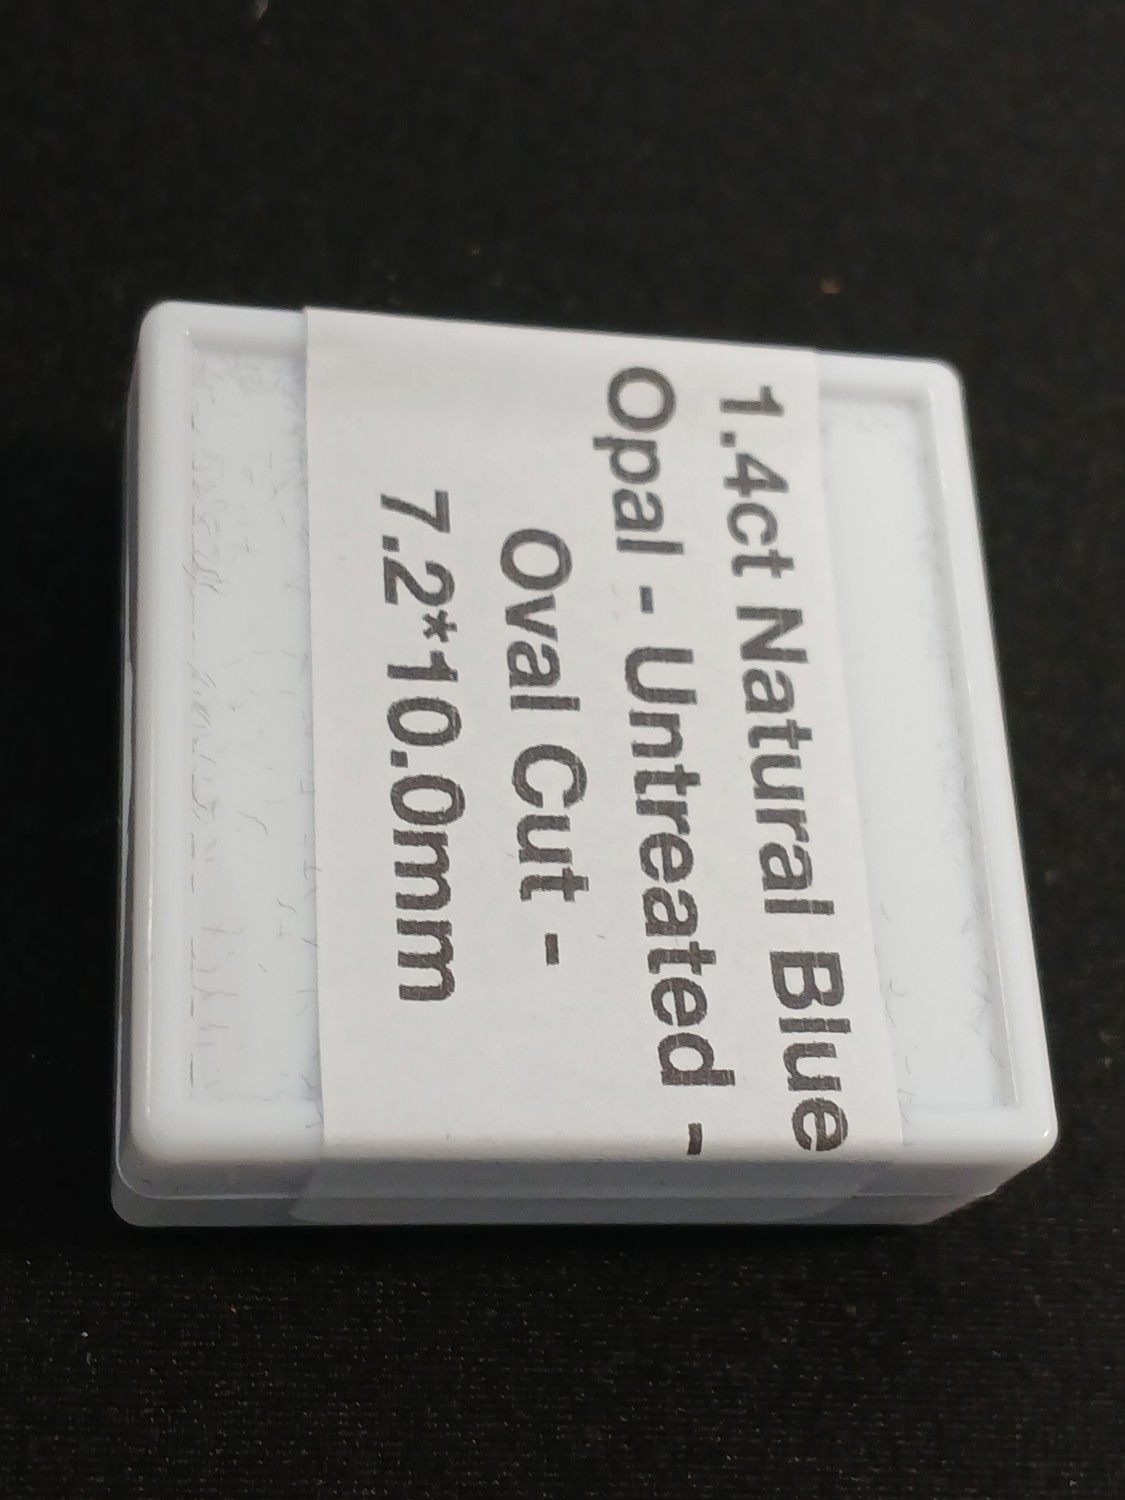 1.4ct Natural Blue
Opal - Untreated -
Oval Cut -
7.2*10.0mm